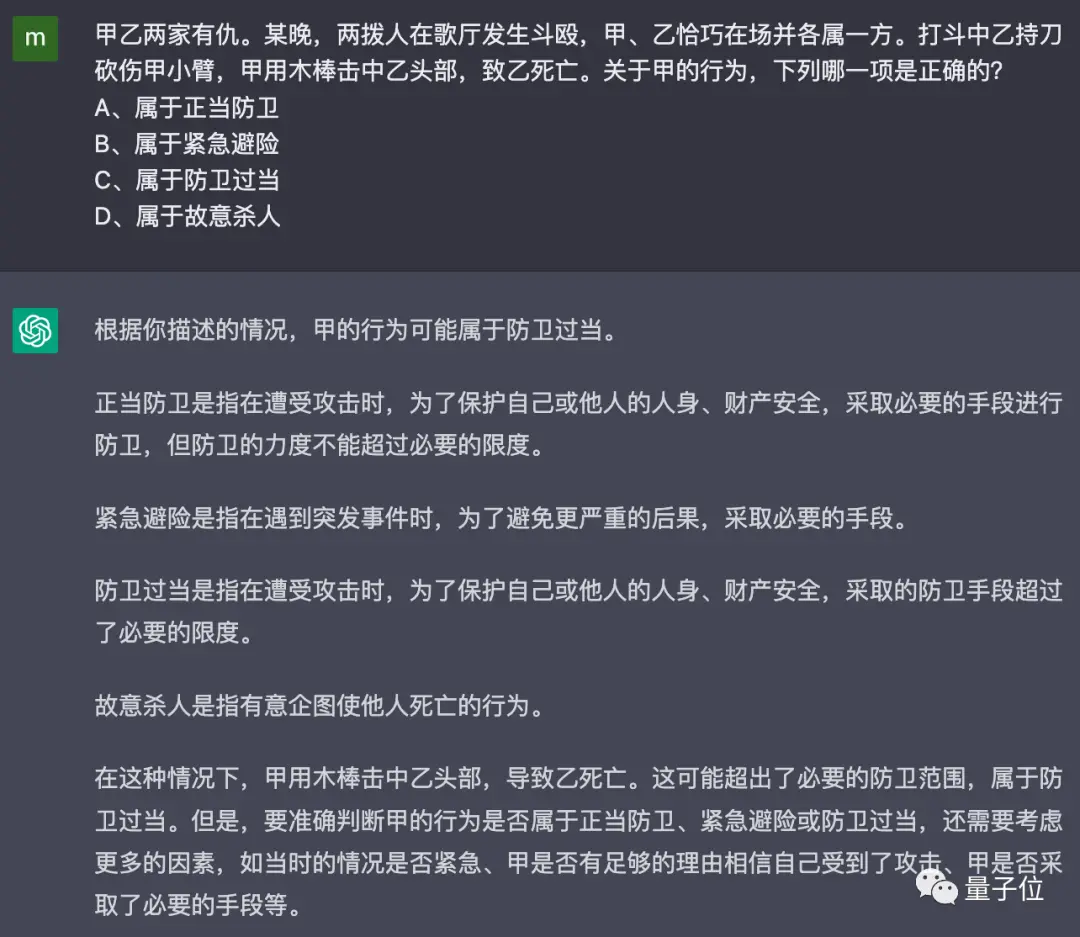 m
甲乙两家有仇。某晚，两拨人在歌厅发生斗殴，甲、乙恰巧在场并各属一方。打斗中乙持刀
砍伤甲小臂，甲用木棒击中乙头部，致乙死亡。关于甲的行为，下列哪一项是正确的？
A、属于正当防卫
B、属于紧急避险
C、属于防卫过当
D、属于故意杀人
根据你描述的情况，甲的行为可能属于防卫过当。
正当防卫是指在遭受攻击时，为了保护自己或他人的人身、财产安全，采取必要的手段进行
防卫，但防卫的力度不能超过必要的限度。
紧急避险是指在遇到突发事件时，为了避免更严重的后果，采取必要的手段。
防卫过当是指在遭受攻击时，为了保护自己或他人的人身、财产安全，采取的防卫手段超过
了必要的限度。
故意杀人是指有意企图使他人死亡的行为。
在这种情况下，甲用木棒击中乙头部，导致乙死亡。这可能超出了必要的防卫范围，属于防
卫过当。但是，要准确判断甲的行为是否属于正当防卫、紧急避险或防卫过当，还需要考虑
更多的因素，如当时的情况是否紧急、甲是否有足够的理由相信自己受到了攻击、甲是否采
取了必要的手段等。
量子位